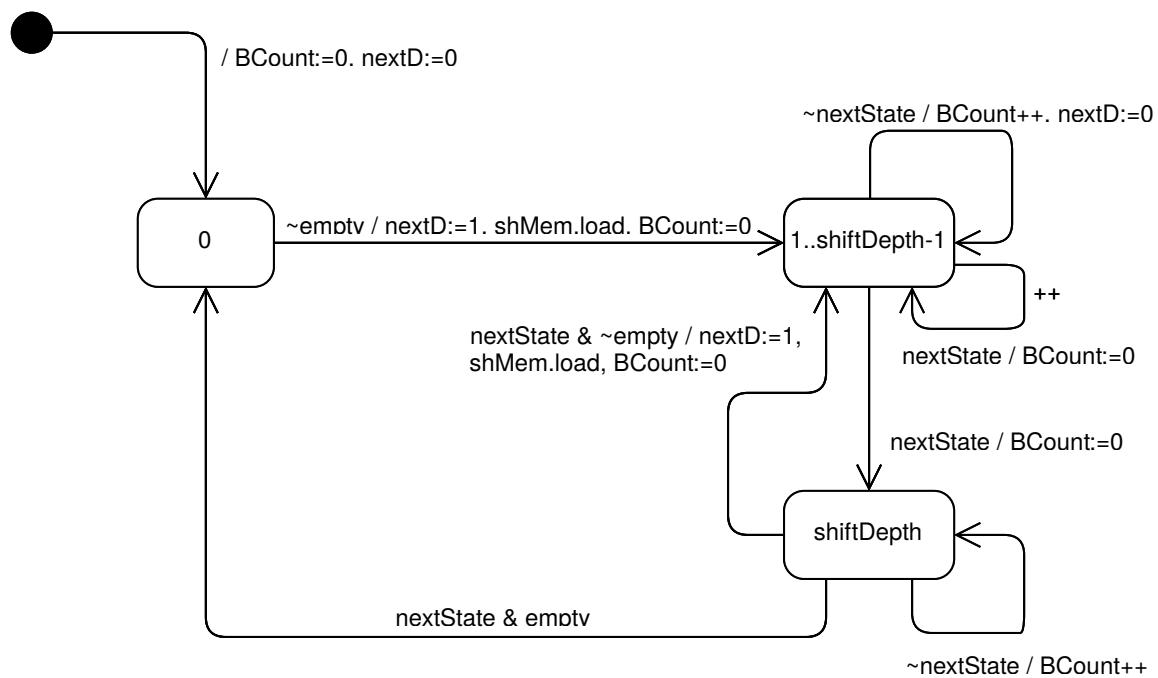 / BCount:=0. nextD:=0
~nextState / BCount++. nextD:=0
~empty / nextD:=1. shMem.load. BCount:=0
0
1..shiftDepth-1
++
nextState & ~empty / nextD:=1,
shMem.load, BCount:=0
nextState / BCount:=0
nextState / BCount:=0
shiftDepth
nextState & empty
~nextState / BCount++